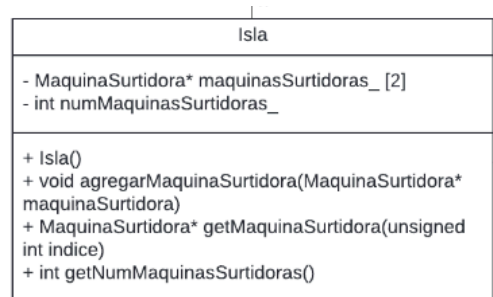 Isla
- MaquinaSurtidora* maquinasSurtidoras_ [2]
- int numMaquinasSurtidoras_
+ Isla()
+ void agregarMaquinaSurtidora(MaquinaSurtidora*
maquinaSurtidora)
+ MaquinaSurtidora* getMaquinaSurtidora(unsigned
int indice)
+ int getNumMaquinasSurtidoras()